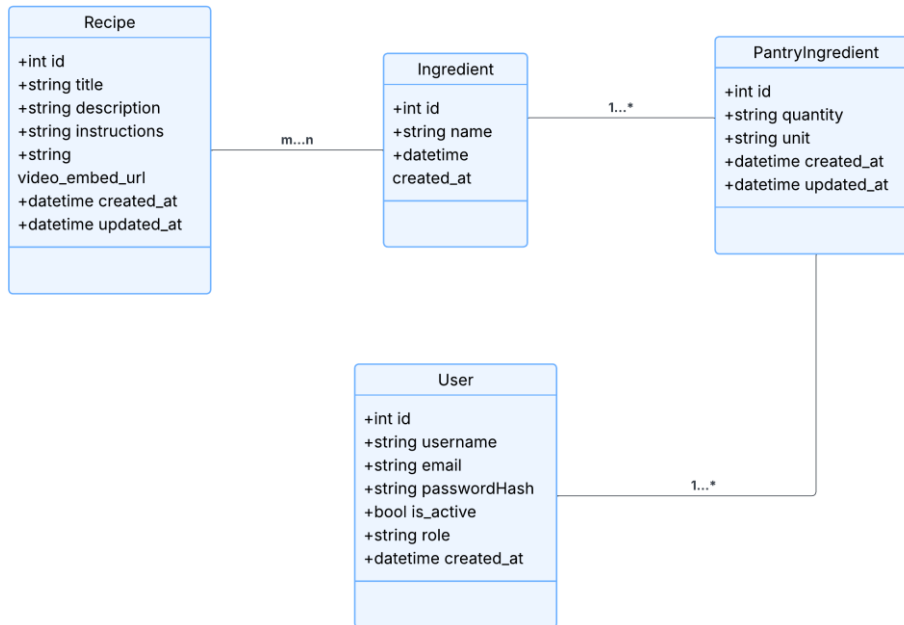 Recipe
+int id
+string title
+string description
+string instructions
+string
video_embed_url
+datetime created_at
+datetime updated_at
m...n
Ingredient
+int id
+string name
+datetime
created_at
1...*
PantryIngredient
+int id
+string quantity
+string unit
+datetime created_at
+datetime updated_at
User
+int id
+string username
+string email
+string passwordHash
+bool is_active
+string role
+datetime created_at
1...*